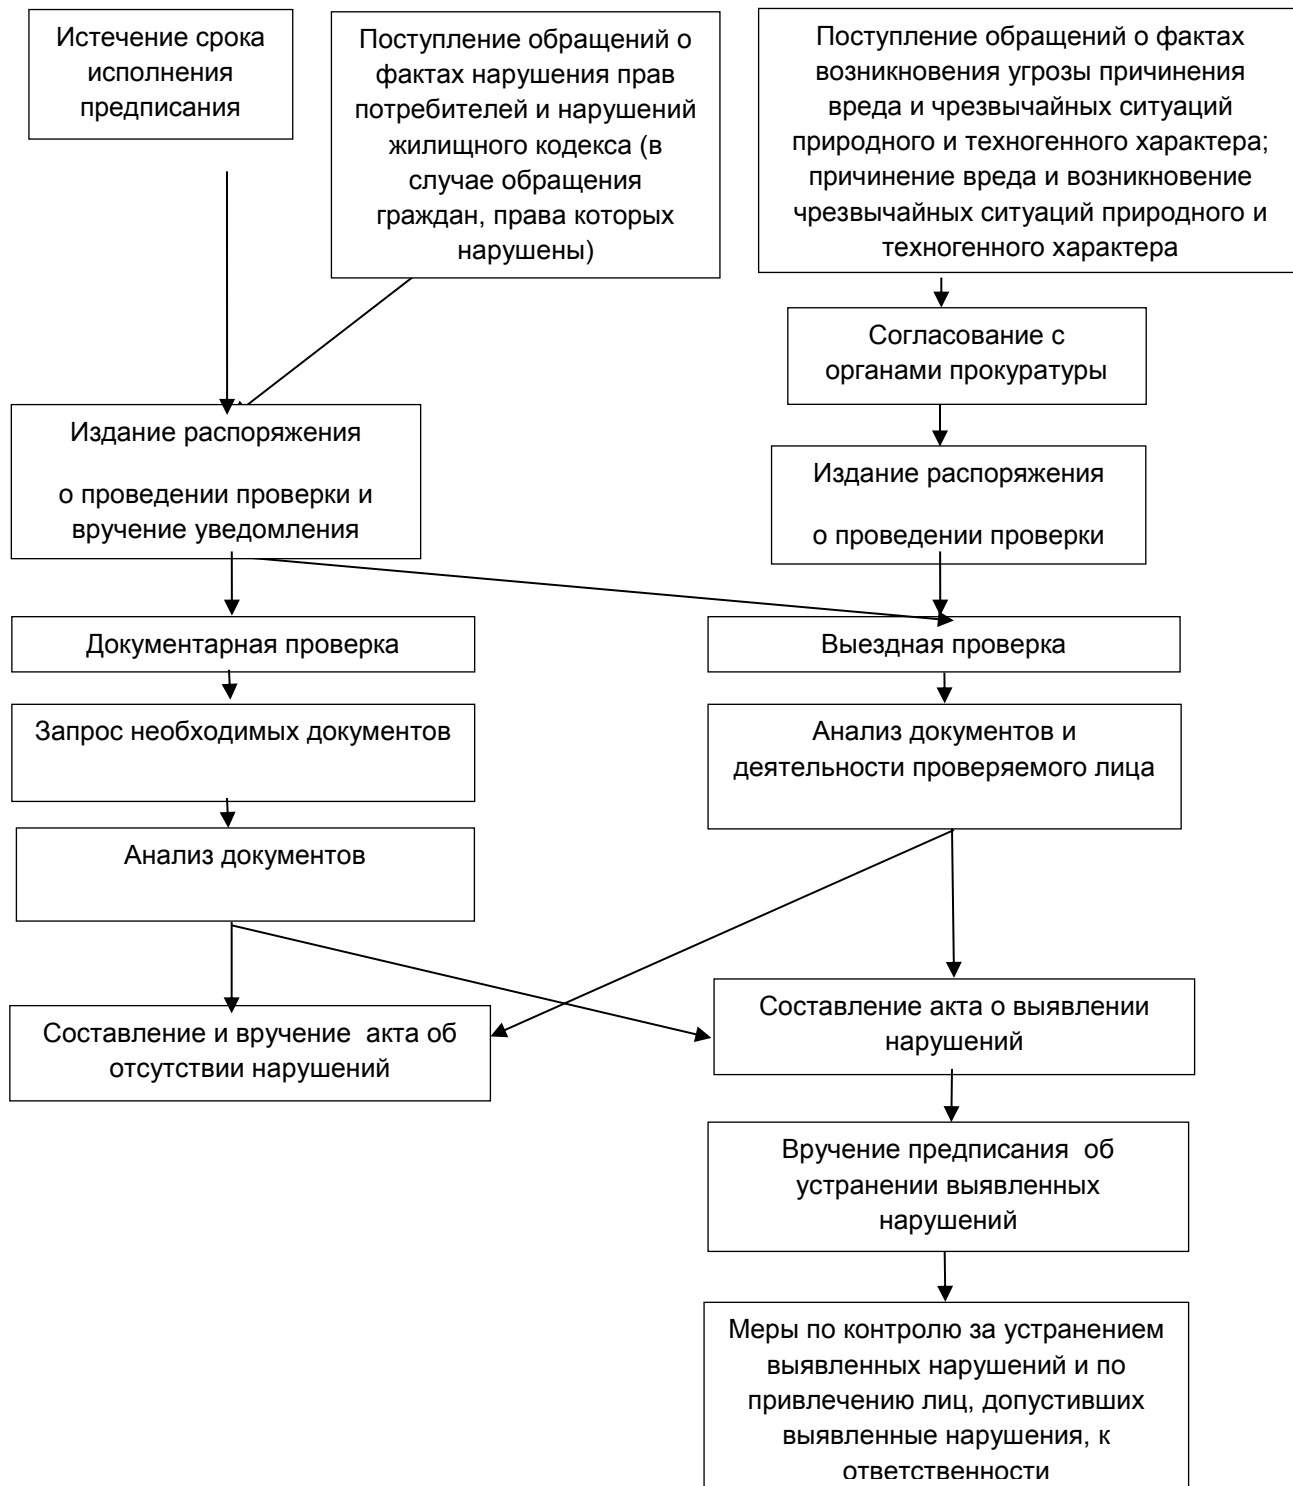 Истечение срока
исполнения
предписания
Поступление обращений о
фактах нарушения прав
потребителей и нарушений
жилищного кодекса (в
случае обращения
граждан, права которых
нарушены)
Поступление обращений о фактах
возникновения угрозы причинения
вреда и чрезвычайных ситуаций
природного и техногенного характера;
причинение вреда и возникновение
чрезвычайных ситуаций природного и
техногенного характера
Согласование с
органами прокуратуры
Издание распоряжения
о проведении проверки и
вручение уведомления
Издание распоряжения
о проведении проверки
Документарная проверка
Выездная проверка
Запрос необходимых документов
Анализ документов и
деятельности проверяемого лица
Анализ документов
Составление и вручение  акта об
отсутствии нарушений
Составление акта о выявлении
нарушений
Вручение предписания  об
устранении выявленных
нарушений
Меры по контролю за устранением
выявленных нарушений и по
привлечению лиц, допустивших
выявленные нарушения, к
ответственности